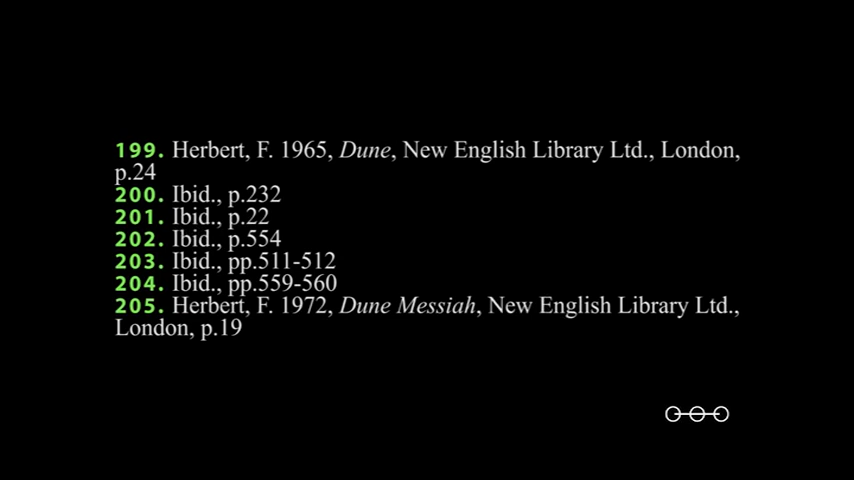 199. Herbert, F. 1965, Dune, New English Library Ltd., London,
p.24
200. Ibid., p.232
201. Ibid., p.22
202. Ibid., p.554
203. Ibid., pp.511-512
204. Ibid., pp.559-560
205. Herbert, F. 1972, Dune Messiah, New English Library Ltd.,
London, p.19